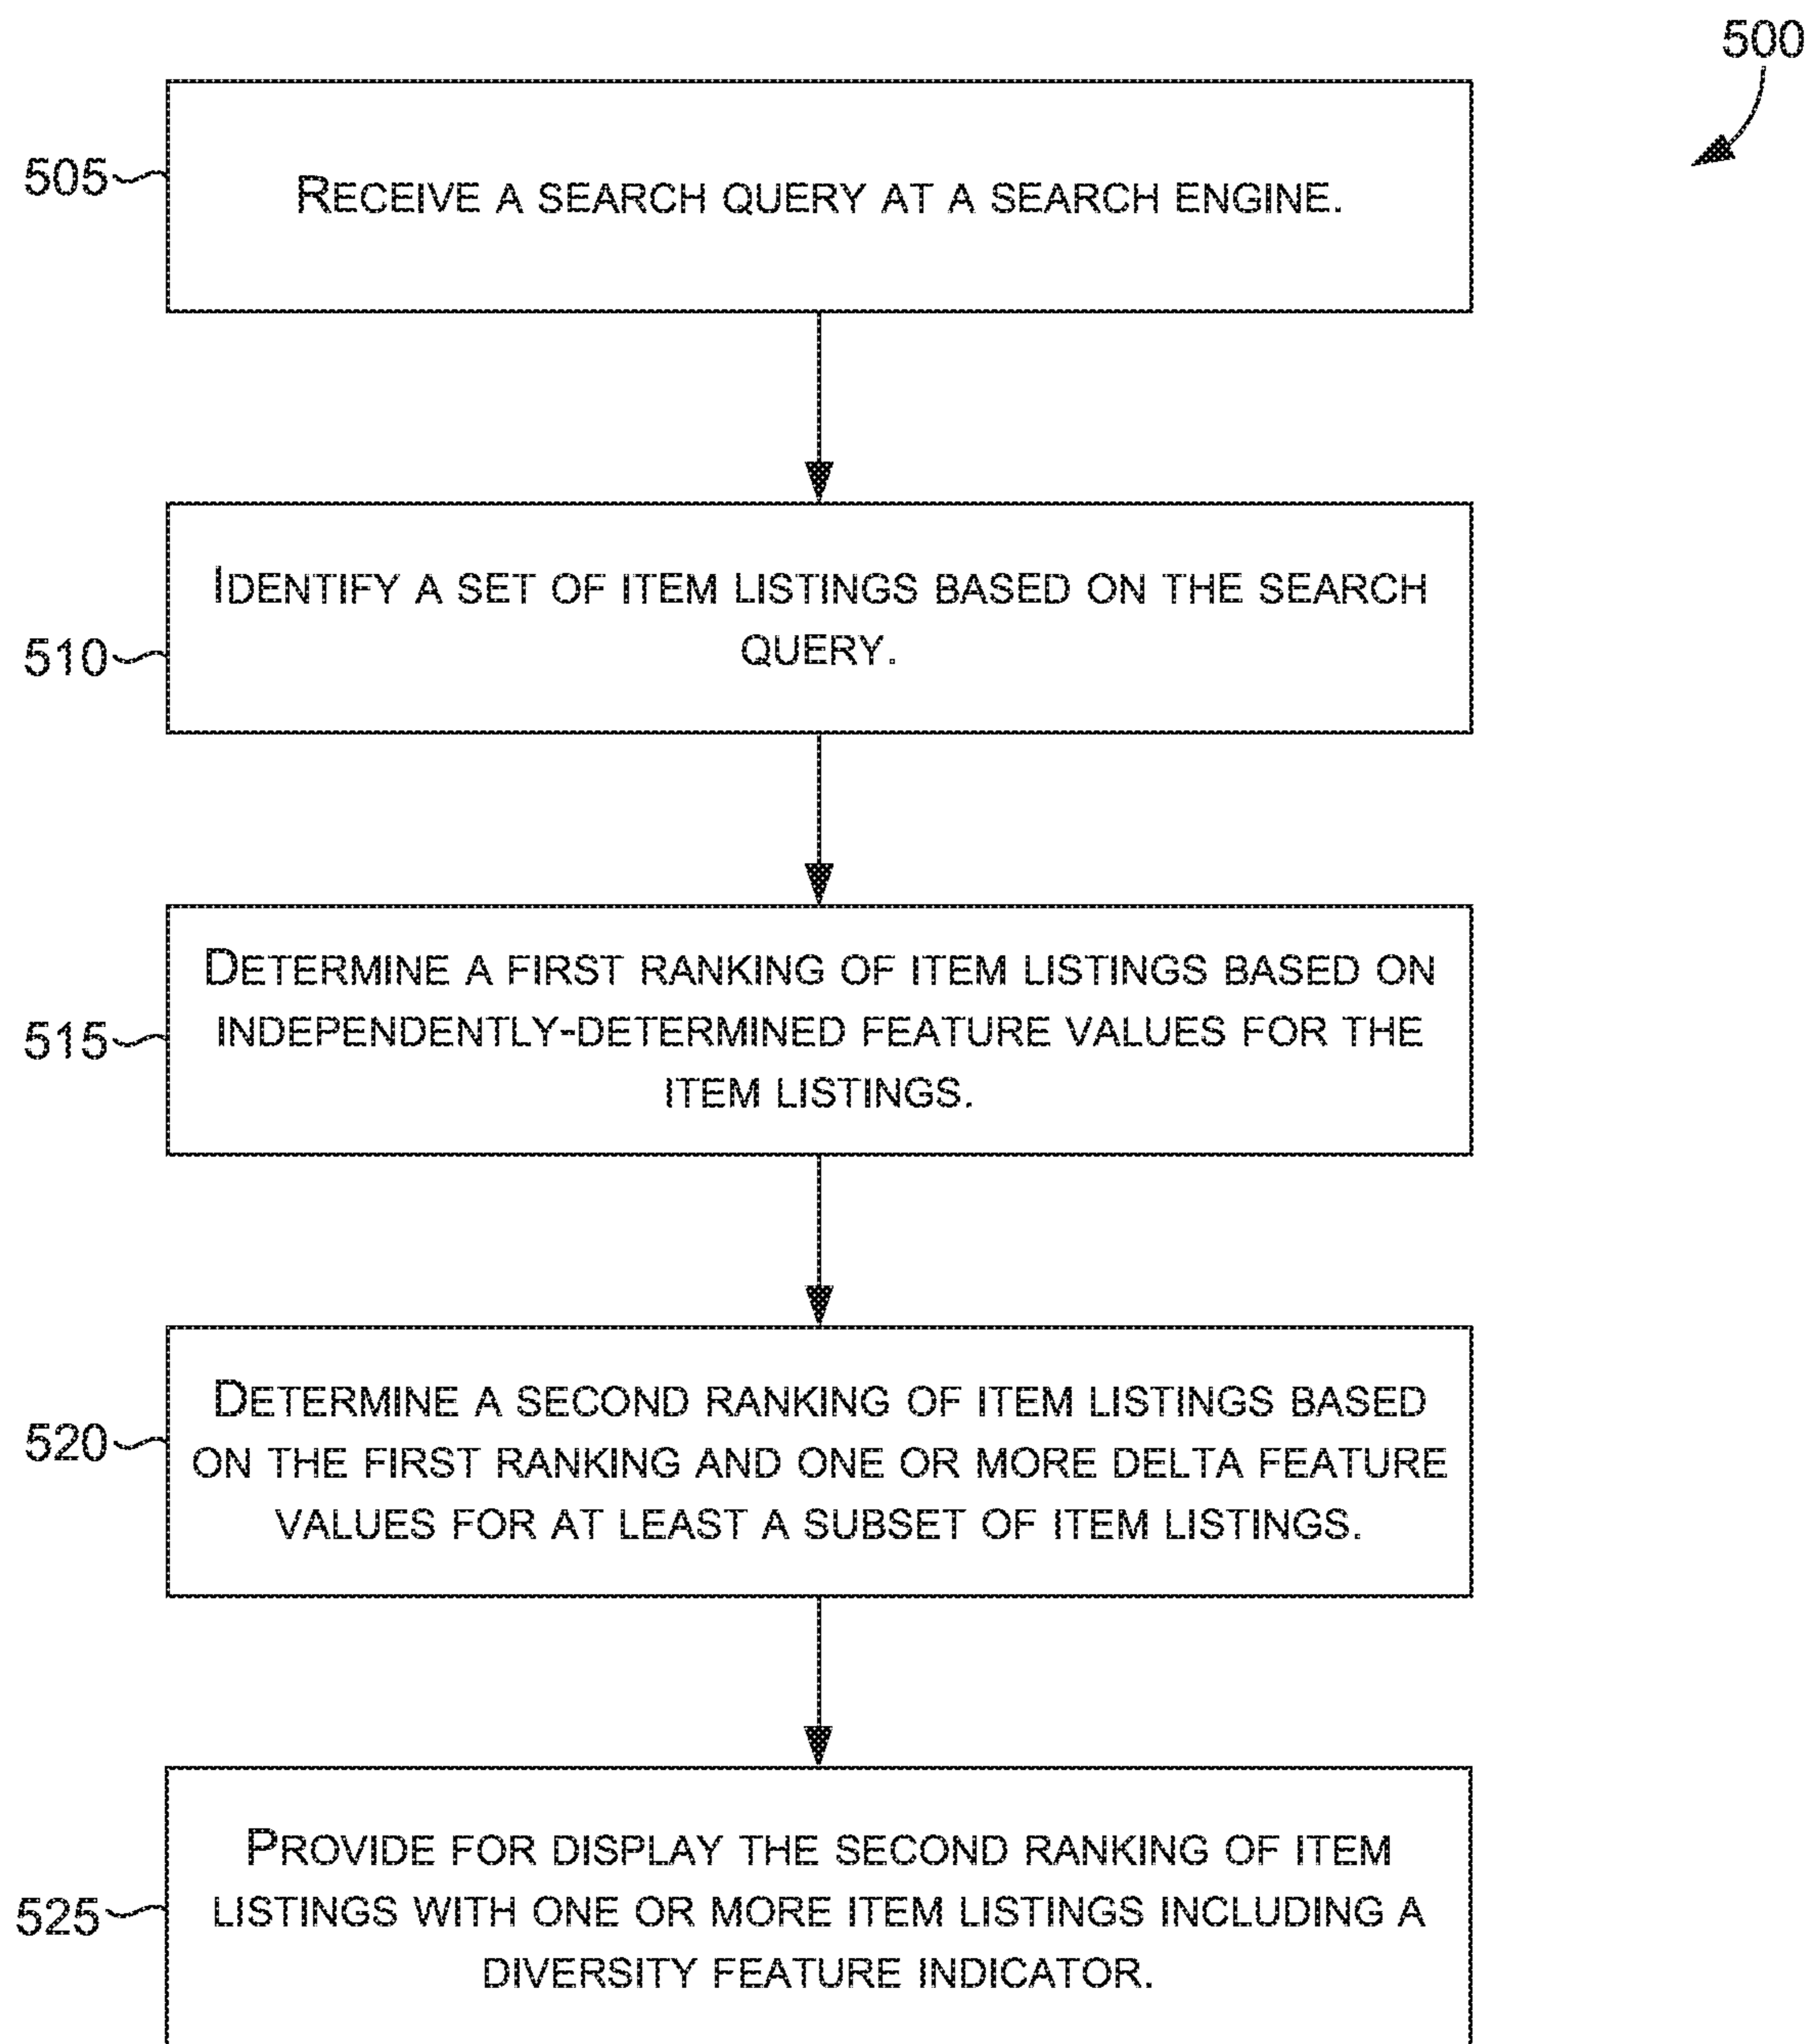 500
505
RECEIVE A SEARCH QUERY AT A SEARCH ENGINE.
IDENTIFY A SET OF ITEM LISTINGS BASED ON THE SEARCH
QUERY.
510
DETERMINE A FIRST RANKING OF ITEM LISTINGS BASED ON
INDEPENDENTLY-DETERMINED FEATURE VALUES FOR THE
ITEM LISTINGS.
515
DETERMINE A SECOND RANKING OF ITEM LISTINGS BASED
ON THE FIRST RANKING AND ONE OR MORE DELTA FEATURE
VALUES FOR AT LEAST A SUBSET OF ITEM LISTINGS.
520
PROVIDE FOR DISPLAY THE SECOND RANKING OF ITEM
LISTINGS WITH ONE OR MORE ITEM LISTINGS INCLUDING A
DIVERSITY FEATURE INDICATOR.
525